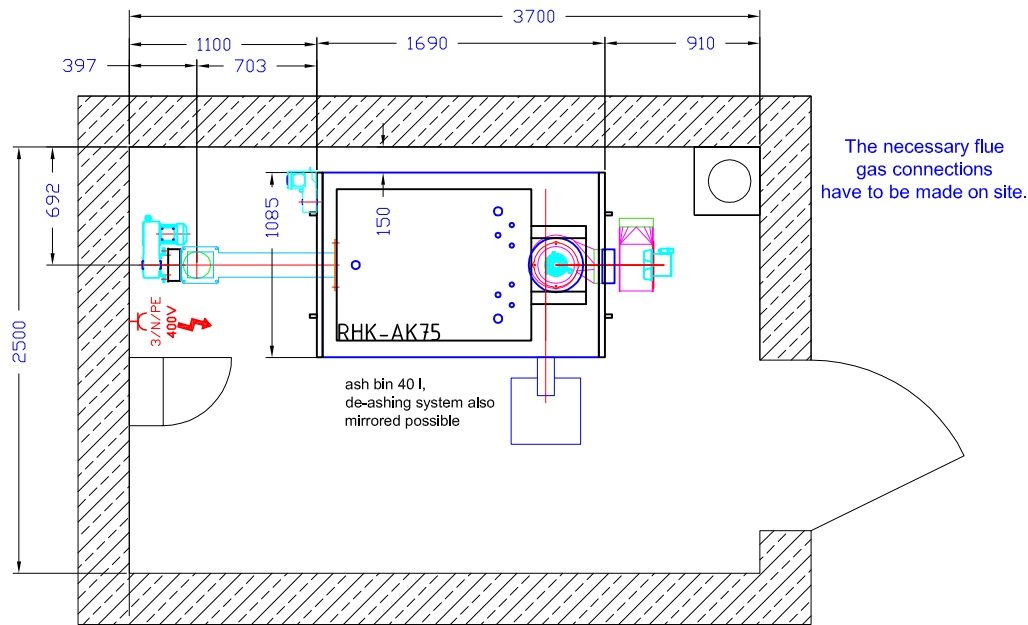 3700
1100
1690
910
397
703
The necessary flue
gas connections
have to be made on site.
692
1085
150
2500
3/N/PE
400V
RHK-AK75
ash bin 40 l,
de-ashing system also
mirrored possible